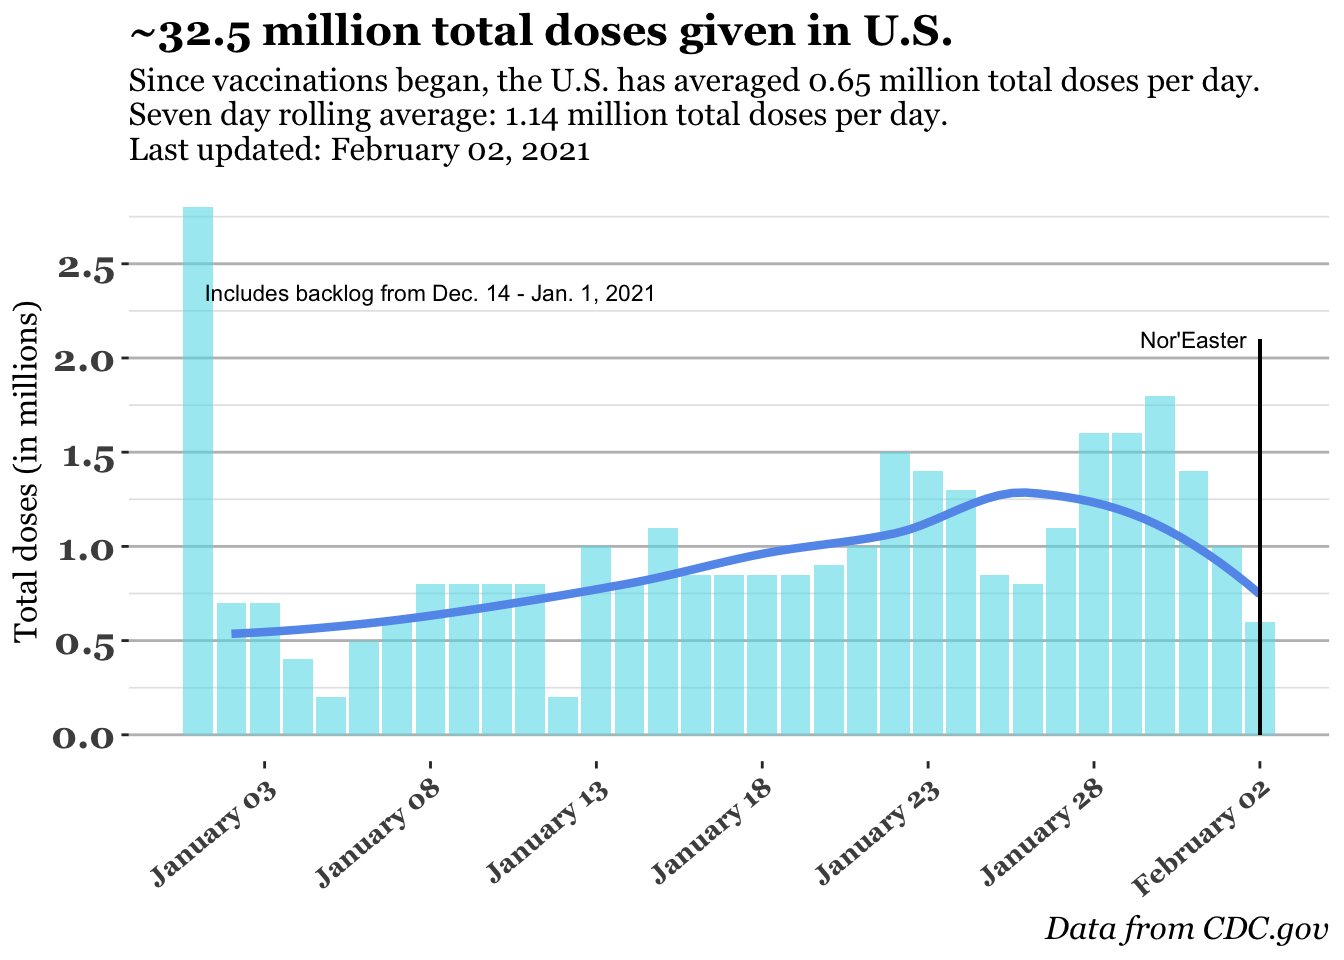 ~32.5 million total doses given in U.S.
Since vaccinations began, the U.S. has averaged 0.65 million total doses per day.
Seven day rolling average: 1.14 million total doses per day.
Last updated: February 02, 2021
Total doses (in millions)
2.5
2.0
1.5
1.0
0.5
0.0
Includes backlog from Dec. 14 - Jan. 1, 2021
Nor'Easter
January 03
January 08
January 13
January 18
January 23
January 28
February 02
Data from CDC.gov